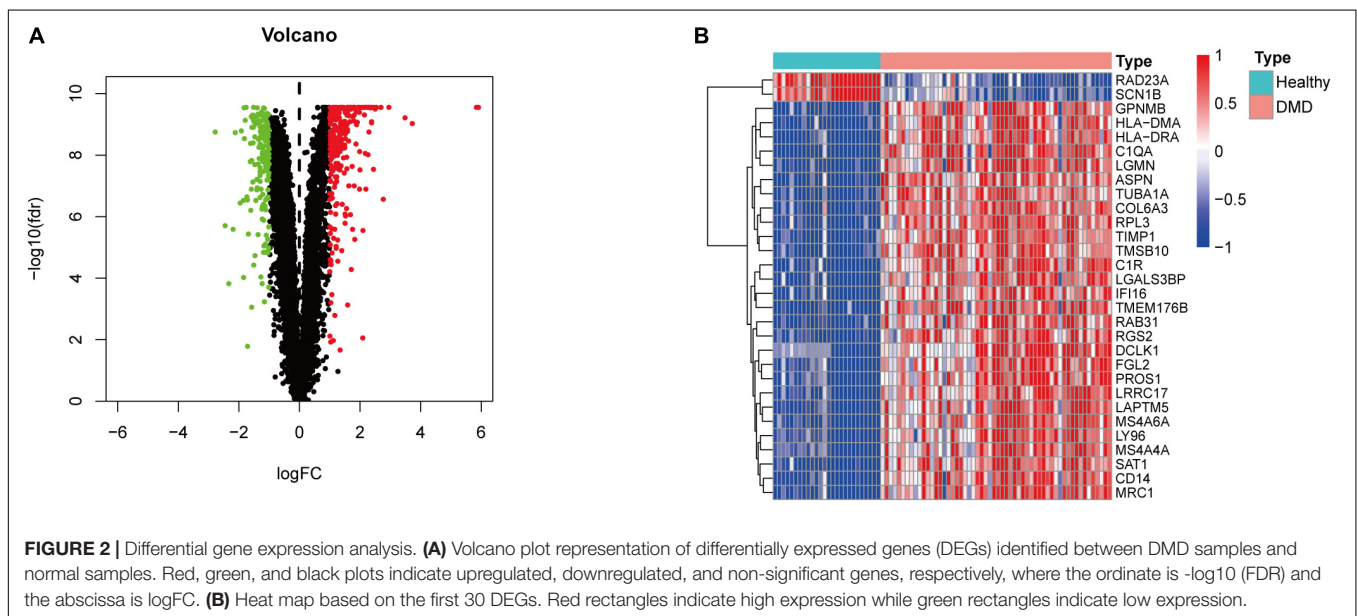 A
Volcano
10
8
6
4
2
0
−log10(fdr)
−6 −4 −2 0 2 4 6
logFC
B
Type
RAD23A
SCN1B
GPNMB
HLA−DMA
HLA−DRA
C1QA
LGMN
ASPN
TUBA1A
COL6A3
RPL3
TIMP1
TMSB10
C1R
LGALS3BP
IFI16
TMEM176B
RAB31
RGS2
DCLK1
FGL2
PROS1
LRRC17
LAPTM5
MS4A6A
LY96
MS4A4A
SAT1
CD14
MRC1
1
0.5
0
−0.5
−1
Type
Healthy
DMD
FIGURE 2 | Differential gene expression analysis. (A) Volcano plot representation of differentially expressed genes (DEGs) identified between DMD samples and
normal samples. Red, green, and black plots indicate upregulated, downregulated, and non-significant genes, respectively, where the ordinate is -log10 (FDR) and
the abscissa is logFC. (B) Heat map based on the first 30 DEGs. Red rectangles indicate high expression while green rectangles indicate low expression.